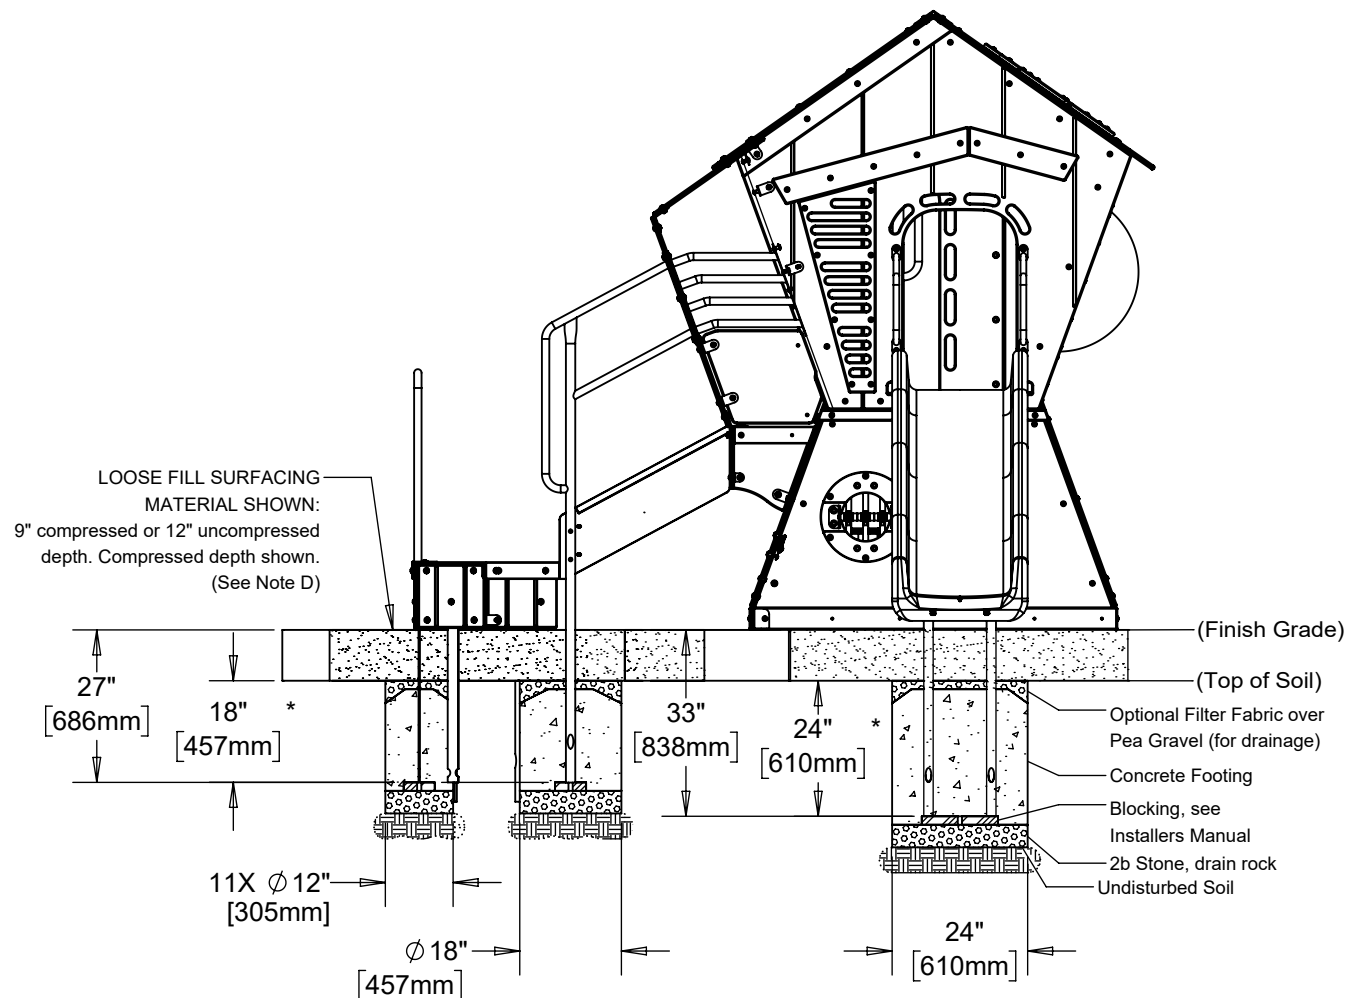 LOOSE FILL SURFACING
MATERIAL SHOWN:
9" compressed or 12" uncompressed
depth. Compressed depth shown.
(See Note D)
(Finish Grade)
(Top of Soil)
27"
[686mm]
18" *
[457mm]
33"
[838mm]
24" *
[610mm]
Optional Filter Fabric over
Pea Gravel (for drainage)
Concrete Footing
Blocking, see
Installers Manual
2b Stone, drain rock
Undisturbed Soil
11X ∅ 12"
[305mm]
∅ 18"
[457mm]
24"
[610mm]